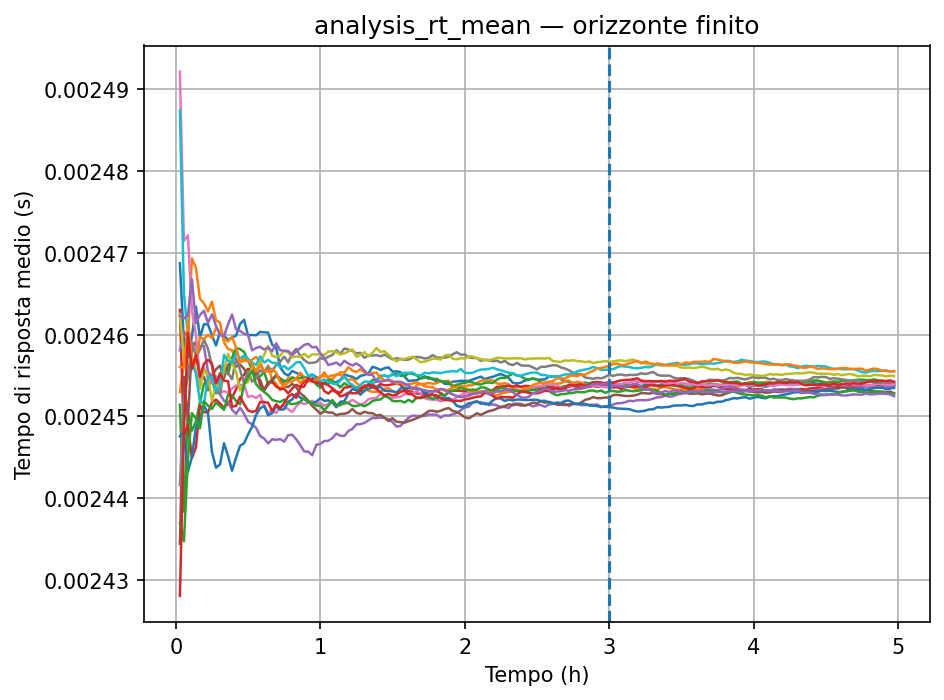 analysis_rt_mean — orizzonte finito
Tempo di risposta medio (s)
0.00249
0.00248
0.00247
0.00246
0.00245
0.00244
0.00243
0 1 2 3 4 5
Tempo (h)